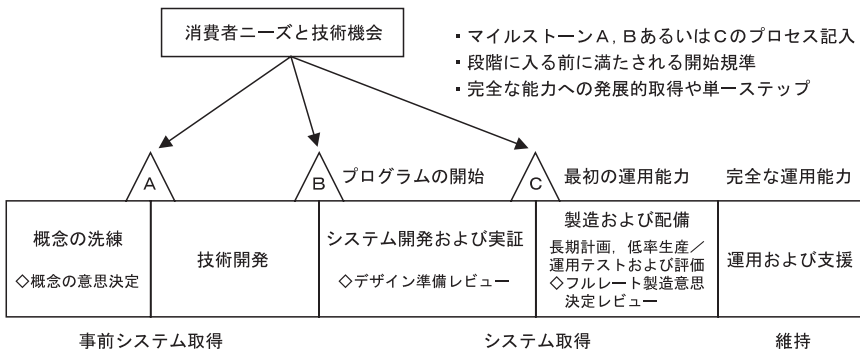 消費者ニーズと技術機会
・マイルストーンA, BあるいはCのプロセス記入
・段階に入る前に満たされる開始規準
・完全な能力への発展的取得や単一ステップ
A
B
プログラムの開始
C
最初の運用能力
完全な運用能力
概念の洗練
◇概念の意思決定
技術開発
システム開発および実証
◇デザイン準備レビュー
製造および配備
長期計画，低率生産／
運用テストおよび評価
◇フルレート製造意思
決定レビュー
運用および支援
事前システム取得
システム取得
維持